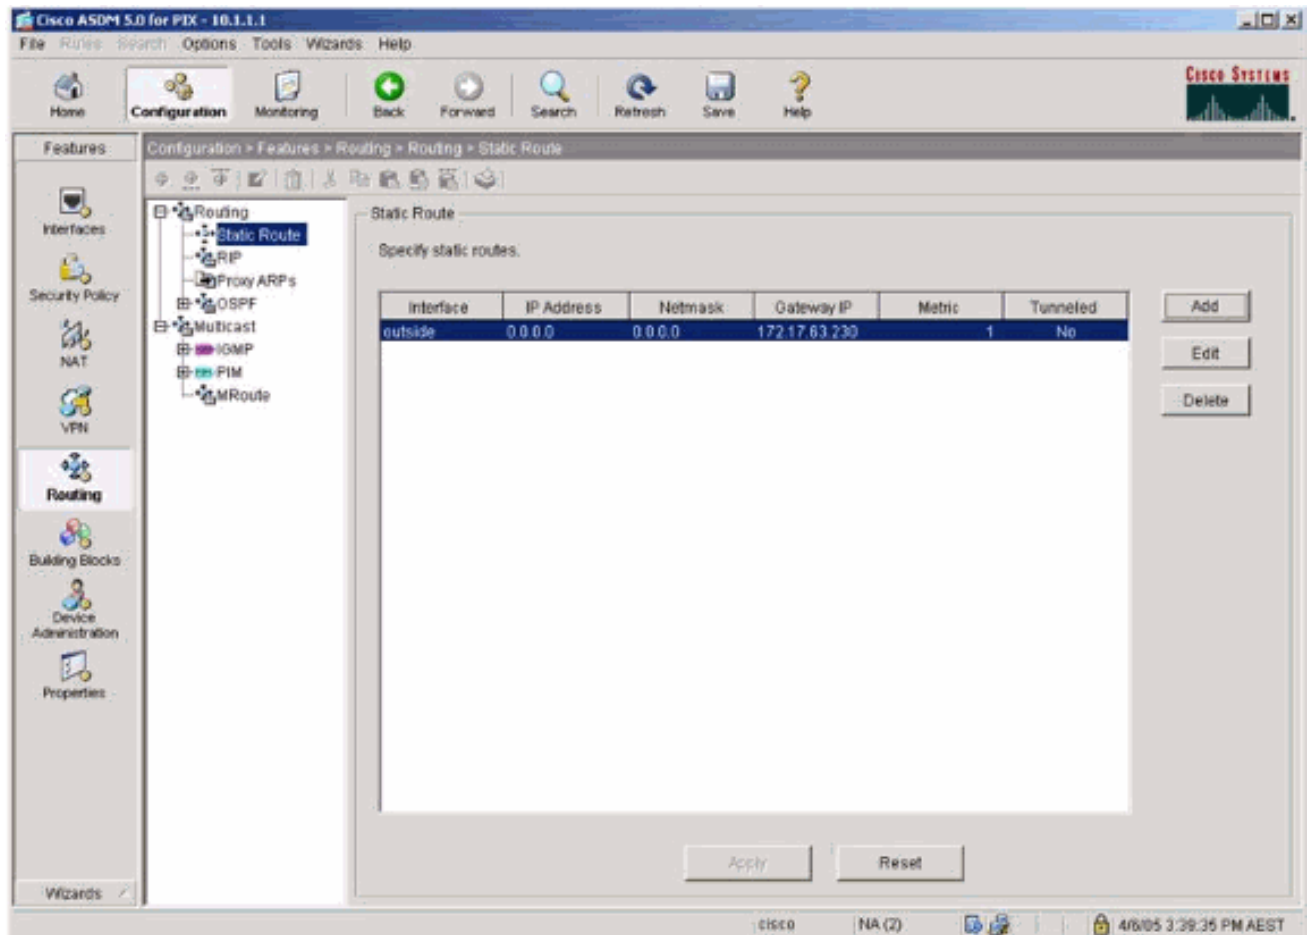 Cisco ASDM 5.0 for PIX - 10.1.1.1
File Rules Search Options Tools Wizards Help
Home Configuration Monitoring Back Forward Search Refresh Save Help
CISCO SYSTEMS
Features
Configuration > Features > Routing > Routing > Static Route
Interfaces
Security Policy
NAT
VPN
Routing
Building Blocks
Device Administration
Properties
Wizards
Routing
Static Route
RIP
Proxy ARPs
OSPF
Multicast
IGMP
PIM
MRoute
Static Route
Specify static routes.
Interface IP Address Netmask Gateway IP Metric Tunneled
outside 0.0.0.0 0.0.0.0 172.17.63.230 1 No
Add
Edit
Delete
Apply Reset
cisco NA (2) 4/6/05 3:39:35 PM AEST